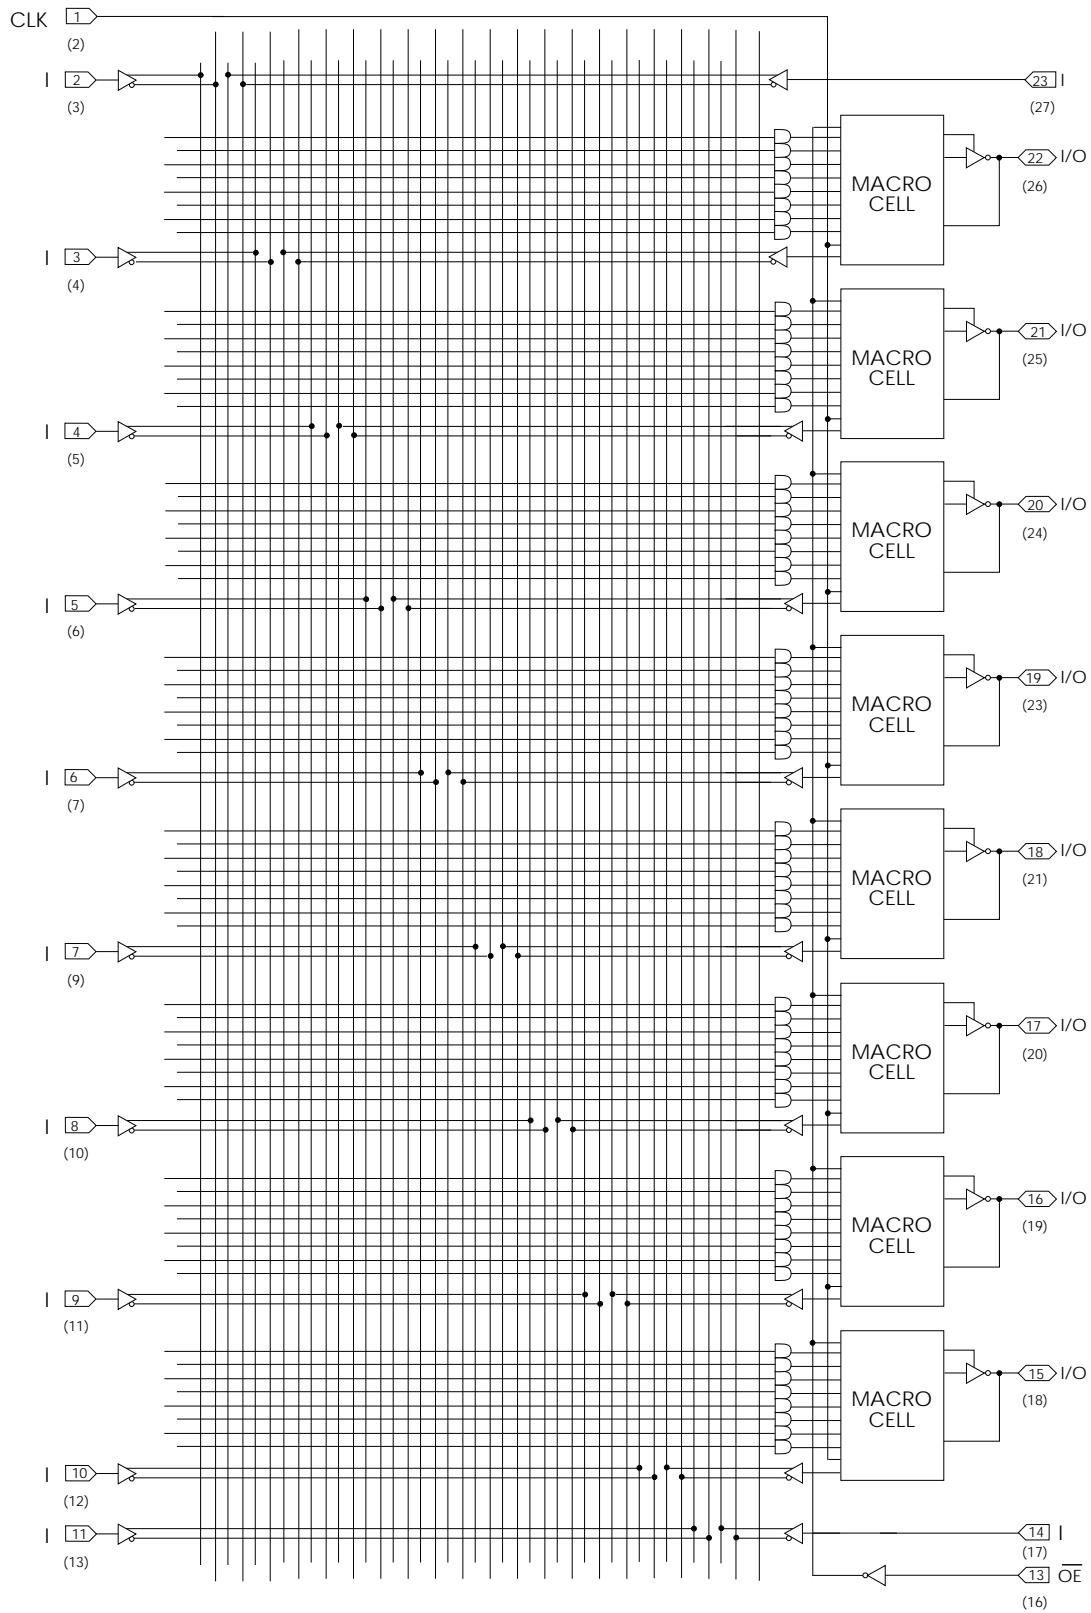 CLK 1
(2)
I 2 23 I
(3) (27)
MACRO CELL 22 I/O
(26)
I 3
(4)
MACRO CELL 21 I/O
(25)
I 4
(5)
MACRO CELL 20 I/O
(24)
I 5
(6)
MACRO CELL 19 I/O
(23)
I 6
(7)
MACRO CELL 18 I/O
(21)
I 7
(9)
MACRO CELL 17 I/O
(20)
I 8
(10)
MACRO CELL 16 I/O
(19)
I 9
(11)
MACRO CELL 15 I/O
(18)
I 10
(12)
I 11 14 I
(13) (17)
13 O̅E̅
(16)